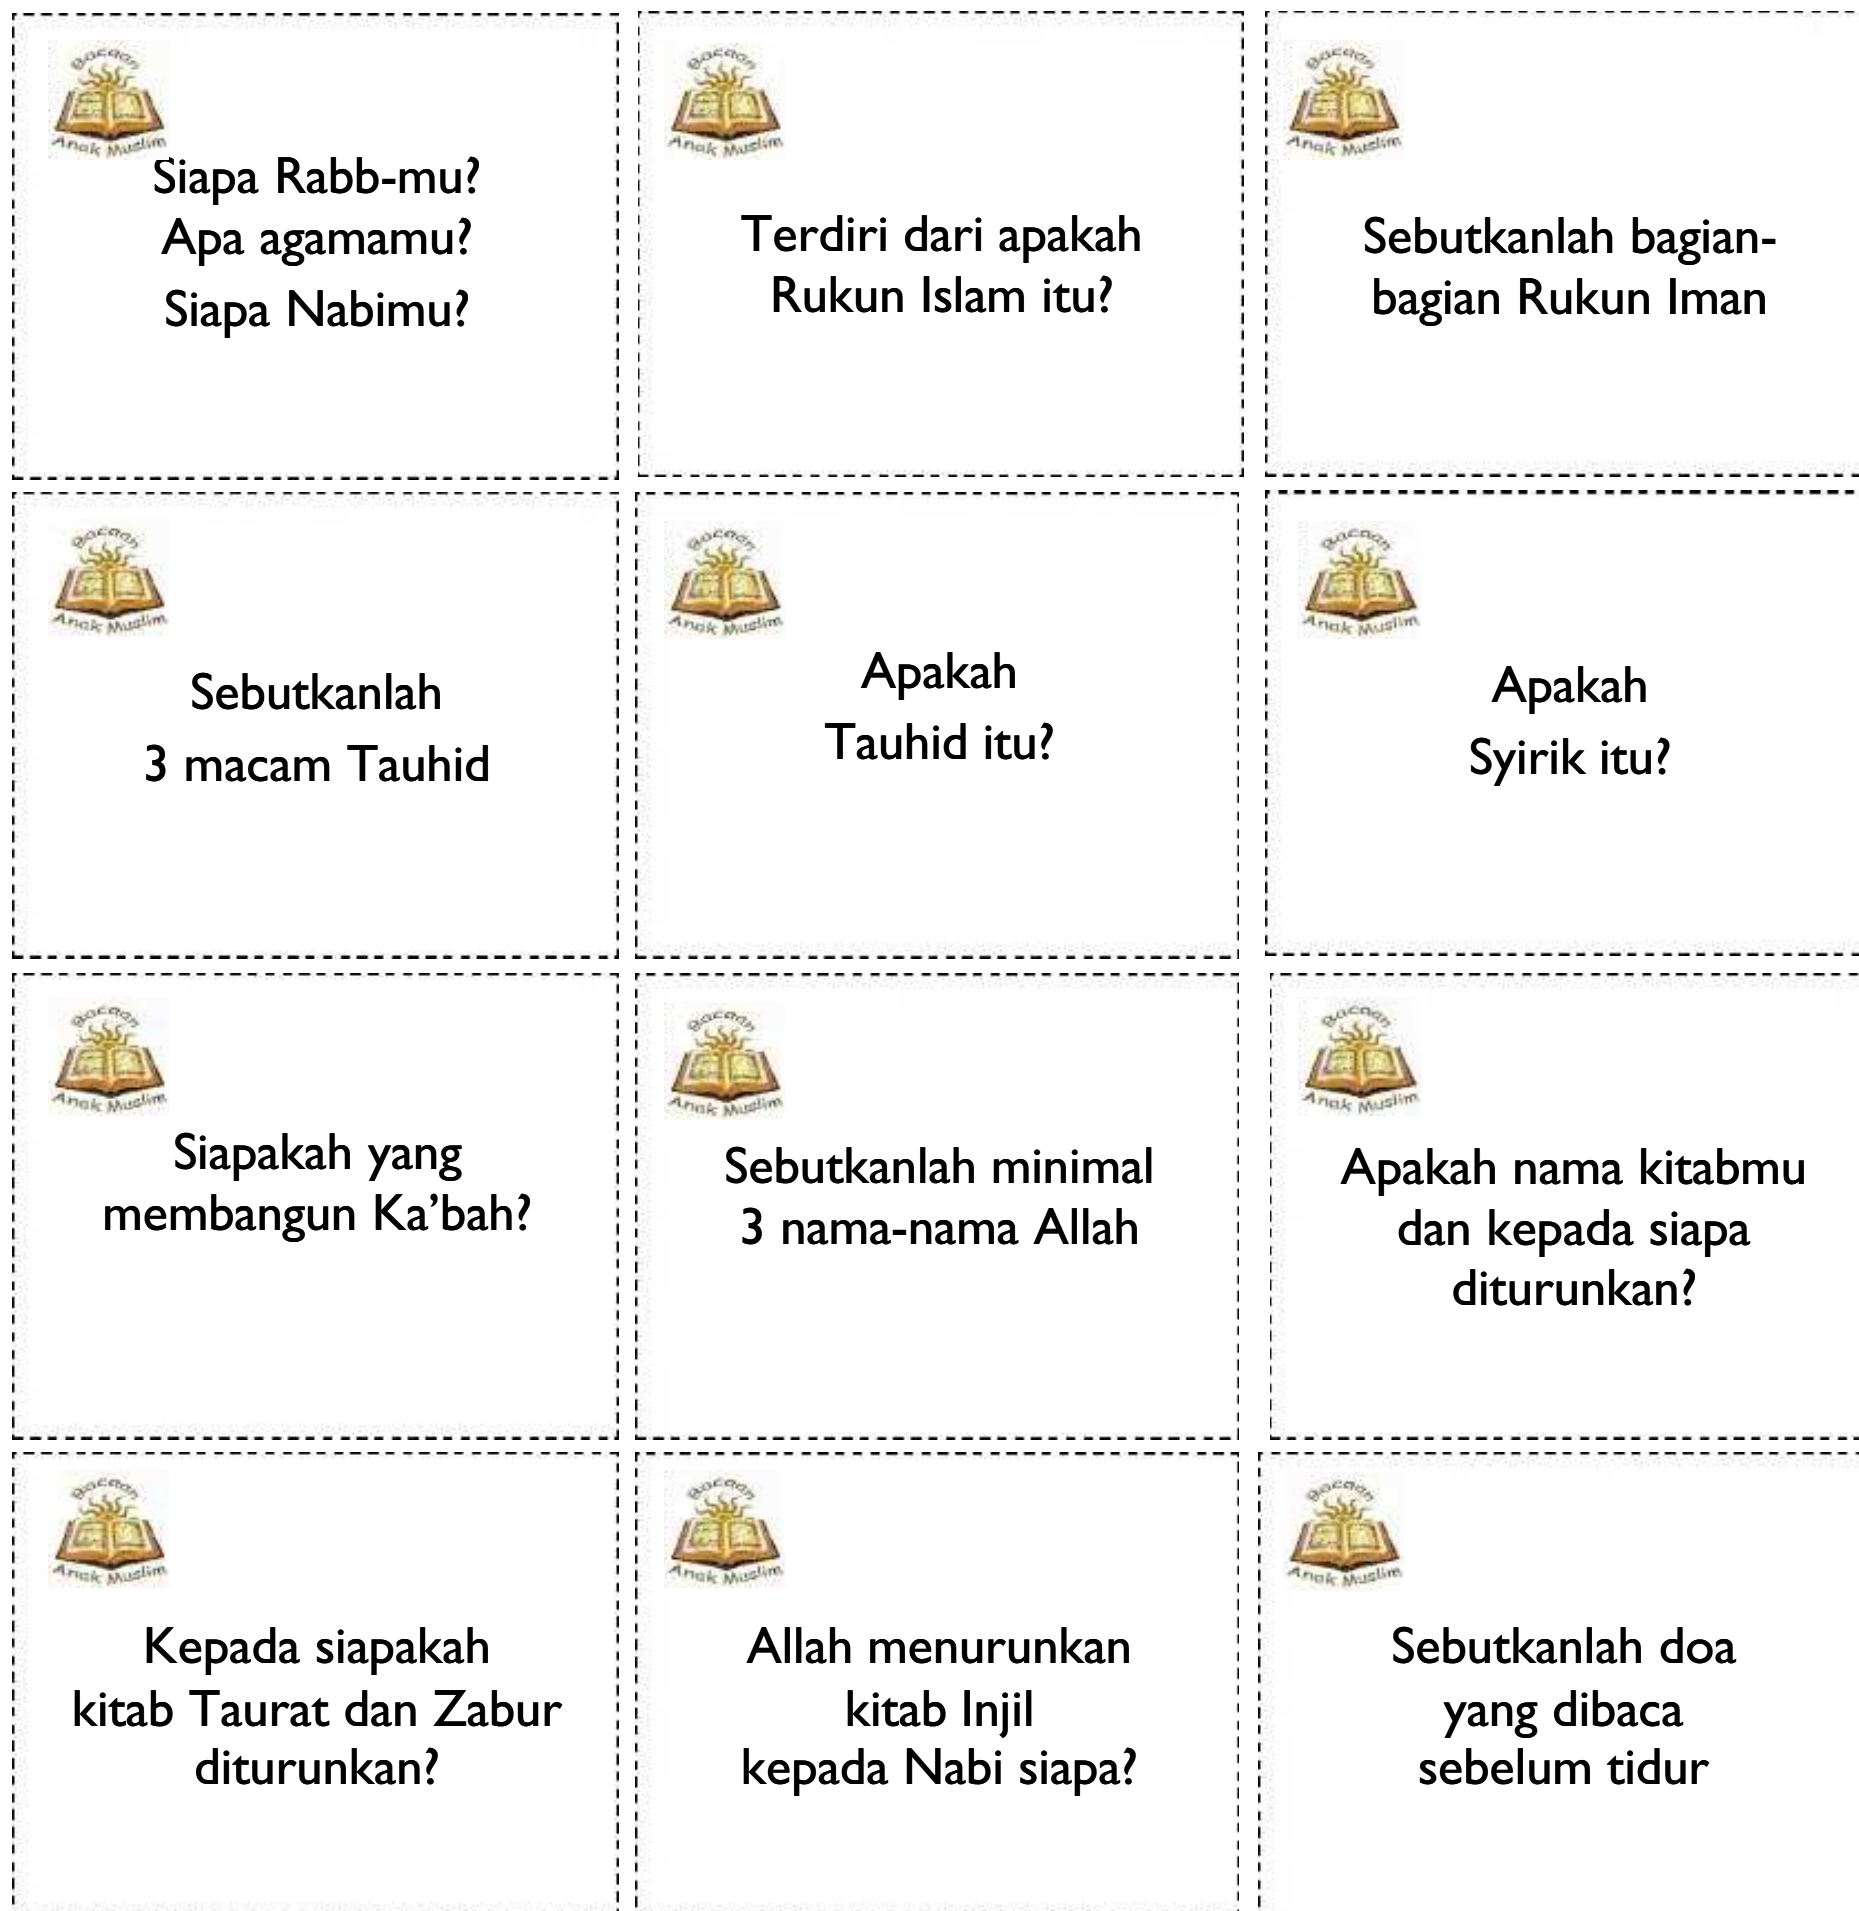 Bacaan
Anak Muslim
Siapa Rabb-mu?
Apa agamamu?
Siapa Nabimu?
Bacaan
Anak Muslim
Terdiri dari apakah
Rukun Islam itu?
Bacaan
Anak Muslim
Sebutkanlah bagian-
bagian Rukun Iman
Bacaan
Anak Muslim
Sebutkanlah
3 macam Tauhid
Bacaan
Anak Muslim
Apakah
Tauhid itu?
Bacaan
Anak Muslim
Apakah
Syirik itu?
Bacaan
Anak Muslim
Siapakah yang
membangun Ka’bah?
Bacaan
Anak Muslim
Sebutkanlah minimal
3 nama-nama Allah
Bacaan
Anak Muslim
Apakah nama kitabmu
dan kepada siapa
diturunkan?
Bacaan
Anak Muslim
Kepada siapakah
kitab Taurat dan Zabur
diturunkan?
Bacaan
Anak Muslim
Allah menurunkan
kitab Injil
kepada Nabi siapa?
Bacaan
Anak Muslim
Sebutkanlah doa
yang dibaca
sebelum tidur